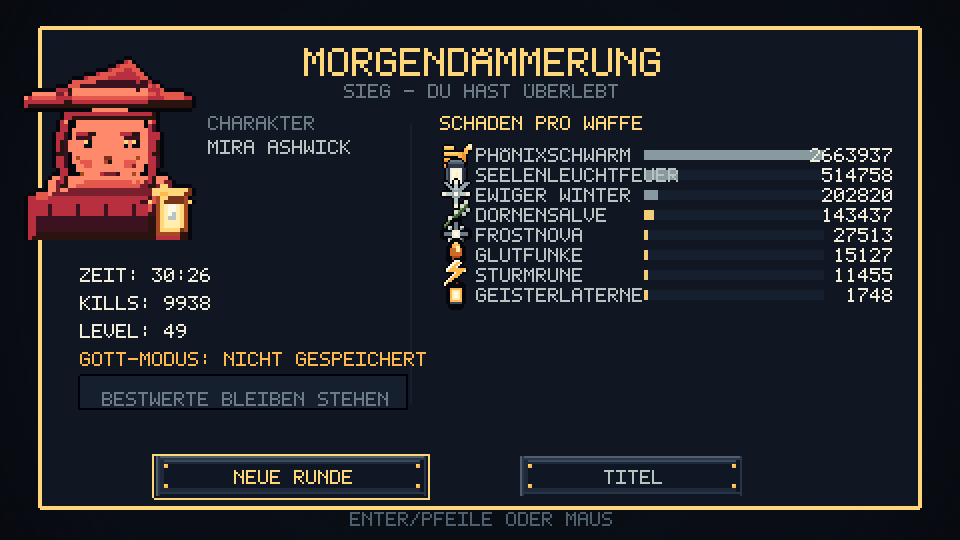 MORGENDÄMMERUNG
SIEG - DU HAST ÜBERLEBT
CHARAKTER
MIRA ASHWICK
ZEIT: 30:26
KILLS: 9938
LEVEL: 49
GOTT-MODUS: NICHT GESPEICHERT
BESTWERTE BLEIBEN STEHEN
SCHADEN PRO WAFFE
PHÖNIXSCHWARM 2663937
SEELENLEUCHTFEUER 514758
EWIGER WINTER 202820
DORNENSALVE 143437
FROSTNOVA 27513
GLUTFUNKE 15127
STURMRUNE 11455
GEISTERLATERNE 1748
NEUE RUNDE
TITEL
ENTER/PFEILE ODER MAUS